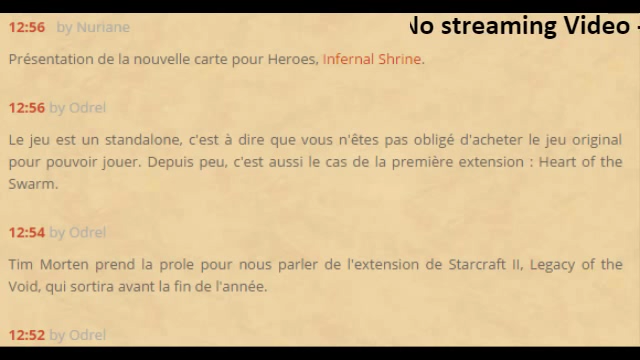 12:56 by Nuriane
No streaming Video -
Présentation de la nouvelle carte pour Heroes, Infernal Shrine.
12:56 by Odrel
Le jeu est un standalone, c'est à dire que vous n'êtes pas obligé d'acheter le jeu original
pour pouvoir jouer. Depuis peu, c'est aussi le cas de la première extension : Heart of the
Swarm.
12:54 by Odrel
Tim Morten prend la prole pour nous parler de l'extension de Starcraft II, Legacy of the
Void, qui sortira avant la fin de l'année.
12:52 by Odrel